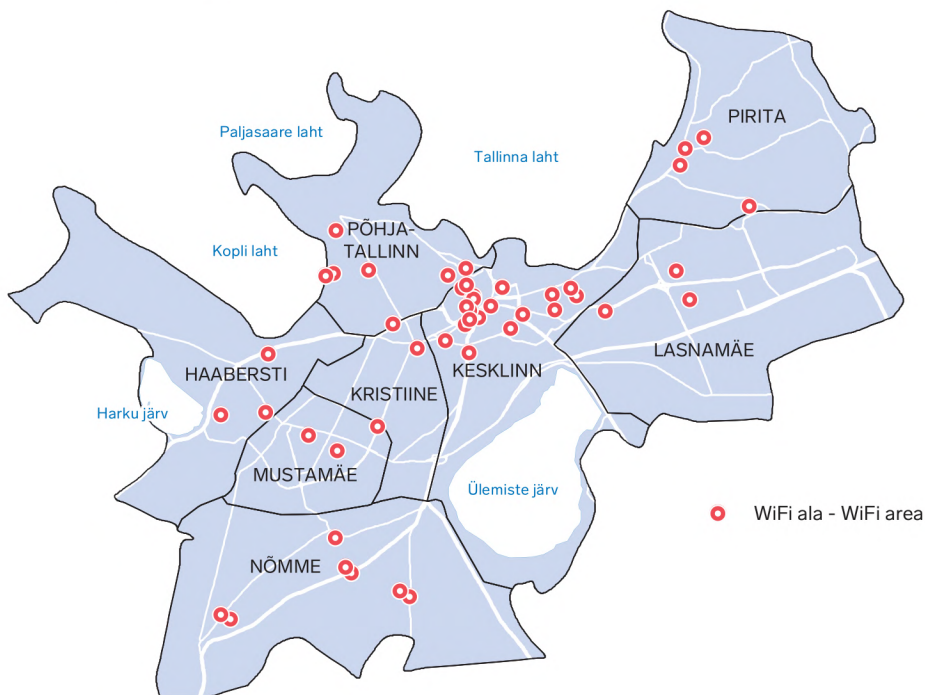 PIRITA
Paljasaare laht
Tallinna laht
PÕHJA-
TALLINN
Kopli laht
LASNAMÄE
KESKLINN
HAABERSTI
KRISTIINE
Harku järv
MUSTAMÄE
Ülemiste järv
WiFi ala - WiFi area
NÕMME